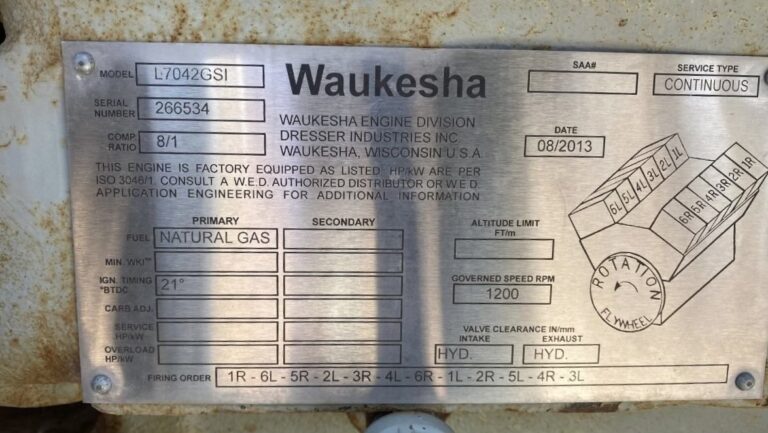 MODEL L7042GSI
Waukesha
SAA#
SERVICE TYPE
CONTINUOUS
SERIAL
NUMBER 266534
COMP.
RATIO 8/1
WAUKESHA ENGINE DIVISION
DRESSER INDUSTRIES INC.
WAUKESHA, WISCONSIN U.S.A
DATE
08/2013
THIS ENGINE IS FACTORY EQUIPPED AS LISTED: HP/kW ARE PER
ISO 3046/1. CONSULT A W.E.D. AUTHORIZED DISTRIBUTOR OR W.E.D.
APPLICATION ENGINEERING FOR ADDITIONAL INFORMATION
6L 5L 4L 3L 2L 1L
6R 5R 4R 3R 2R 1R
ROTATION
FLYWHEEL
PRIMARY SECONDARY
FUEL NATURAL GAS
MIN. WKI™
IGN. TIMING
°BTDC 21°
CARB ADJ.
SERVICE
HP/kW
OVERLOAD
HP/kW
ALTITUDE LIMIT
FT/m
GOVERNED SPEED RPM
1200
VALVE CLEARANCE IN/mm
INTAKE EXHAUST
HYD. HYD.
FIRING ORDER 1R - 6L - 5R - 2L - 3R - 4L - 6R - 1L - 2R - 5L - 4R - 3L